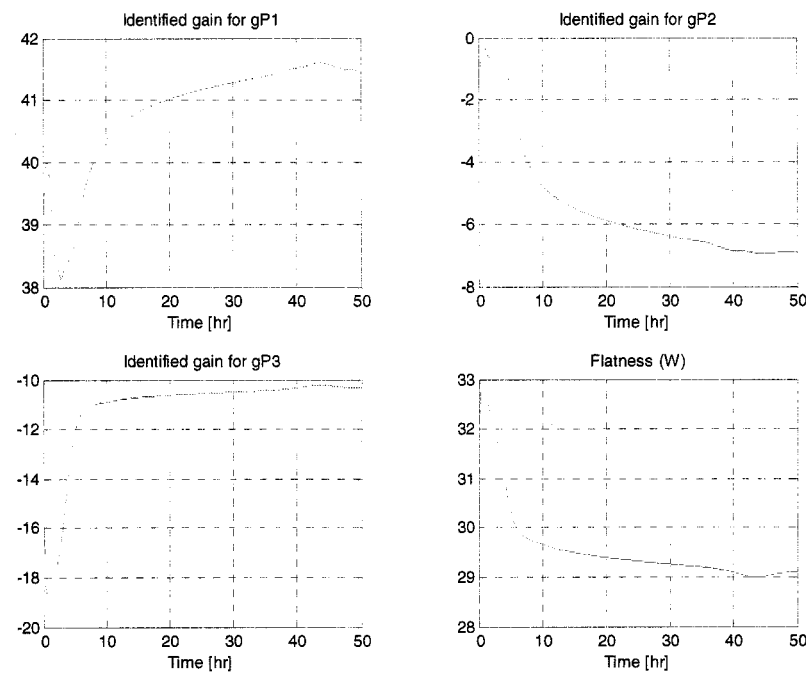 Identified gain for gP1
42
41
40
39
38
0 10 20 30 40 50
Time [hr]
Identified gain for gP2
0
-2
-4
-6
-8
0 10 20 30 40 50
Time [hr]
Identified gain for gP3
-10
-12
-14
-16
-18
-20
0 10 20 30 40 50
Time [hr]
Flatness (W)
33
32
31
30
29
28
0 10 20 30 40 50
Time [hr]